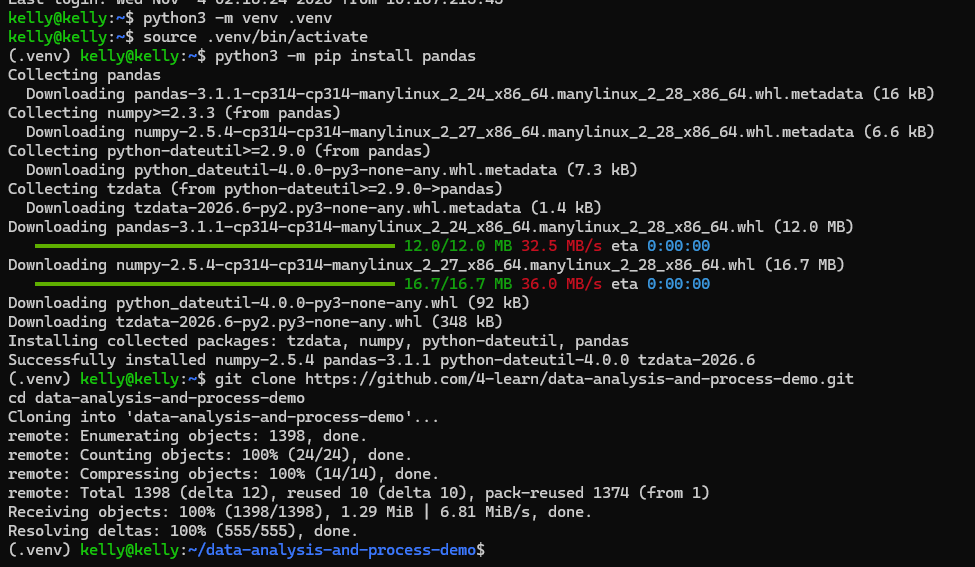 Last login: Wed Nov 4 02:18:24 2026 from 10.187.213.45
kelly@kelly:~$ python3 -m venv .venv
kelly@kelly:~$ source .venv/bin/activate
(.venv) kelly@kelly:~$ python3 -m pip install pandas
Collecting pandas
  Downloading pandas-3.1.1-cp314-cp314-manylinux_2_24_x86_64.manylinux_2_28_x86_64.whl.metadata (16 kB)
Collecting numpy>=2.3.3 (from pandas)
  Downloading numpy-2.5.4-cp314-cp314-manylinux_2_27_x86_64.manylinux_2_28_x86_64.whl.metadata (6.6 kB)
Collecting python-dateutil>=2.9.0 (from pandas)
  Downloading python_dateutil-4.0.0-py3-none-any.whl.metadata (7.3 kB)
Collecting tzdata (from python-dateutil>=2.9.0->pandas)
  Downloading tzdata-2026.6-py2.py3-none-any.whl.metadata (1.4 kB)
Downloading pandas-3.1.1-cp314-cp314-manylinux_2_24_x86_64.manylinux_2_28_x86_64.whl (12.0 MB)
12.0/12.0 MB 32.5 MB/s eta 0:00:00
Downloading numpy-2.5.4-cp314-cp314-manylinux_2_27_x86_64.manylinux_2_28_x86_64.whl (16.7 MB)
16.7/16.7 MB 36.0 MB/s eta 0:00:00
Downloading python_dateutil-4.0.0-py3-none-any.whl (92 kB)
Downloading tzdata-2026.6-py2.py3-none-any.whl (348 kB)
Installing collected packages: tzdata, numpy, python-dateutil, pandas
Successfully installed numpy-2.5.4 pandas-3.1.1 python-dateutil-4.0.0 tzdata-2026.6
(.venv) kelly@kelly:~$ git clone https://github.com/4-learn/data-analysis-and-process-demo.git
cd data-analysis-and-process-demo
Cloning into 'data-analysis-and-process-demo'...
remote: Enumerating objects: 1398, done.
remote: Counting objects: 100% (24/24), done.
remote: Compressing objects: 100% (14/14), done.
remote: Total 1398 (delta 12), reused 10 (delta 10), pack-reused 1374 (from 1)
Receiving objects: 100% (1398/1398), 1.29 MiB | 6.81 MiB/s, done.
Resolving deltas: 100% (555/555), done.
(.venv) kelly@kelly:~/data-analysis-and-process-demo$